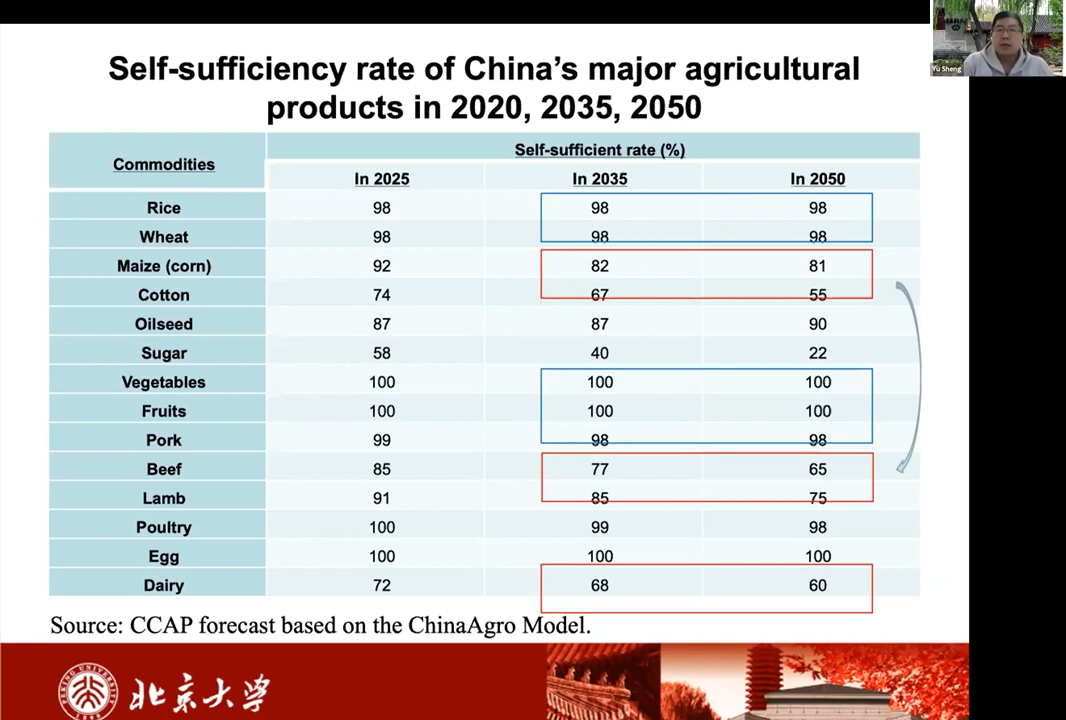 Yu Sheng
Self-sufficiency rate of China's major agricultural
products in 2020, 2035, 2050
Commodities
Self-sufficient rate (%)
In 2025 In 2035 In 2050
Rice 98 98 98
Wheat 98 98 98
Maize (corn) 92 82 81
Cotton 74 67 55
Oilseed 87 87 90
Sugar 58 40 22
Vegetables 100 100 100
Fruits 100 100 100
Pork 99 98 98
Beef 85 77 65
Lamb 91 85 75
Poultry 100 99 98
Egg 100 100 100
Dairy 72 68 60
Source: CCAP forecast based on the ChinaAgro Model.
PEKING UNIVERSITY
1898
北京大学